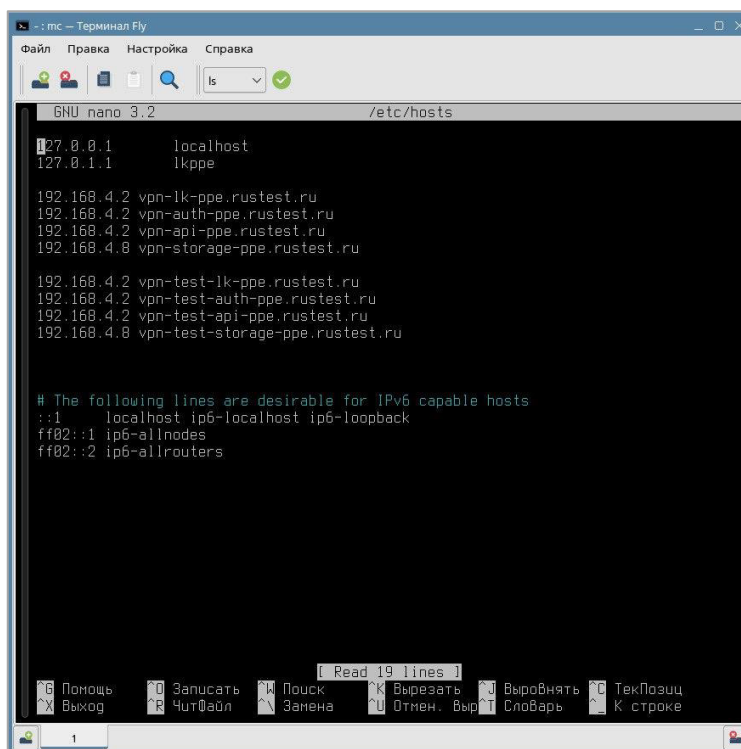 - : mc — Терминал Fly
Файл Правка Настройка Справка
ls
GNU nano 3.2 /etc/hosts
127.0.0.1 localhost
127.0.1.1 lkppe
192.168.4.2 vpn-lk-ppe.rustest.ru
192.168.4.2 vpn-auth-ppe.rustest.ru
192.168.4.2 vpn-api-ppe.rustest.ru
192.168.4.8 vpn-storage-ppe.rustest.ru
192.168.4.2 vpn-test-lk-ppe.rustest.ru
192.168.4.2 vpn-test-auth-ppe.rustest.ru
192.168.4.2 vpn-test-api-ppe.rustest.ru
192.168.4.8 vpn-test-storage-ppe.rustest.ru
# The following lines are desirable for IPv6 capable hosts
::1 localhost ip6-localhost ip6-loopback
ff02::1 ip6-allnodes
ff02::2 ip6-allrouters
[ Read 19 lines ]
^G Помощь ^O Записать ^W Поиск ^K Вырезать ^J Выровнять ^C ТекПозиц
^X Выход ^R ЧитФайл ^\ Замена ^U Отмен. Выр ^T Словарь ^_ К строке
1